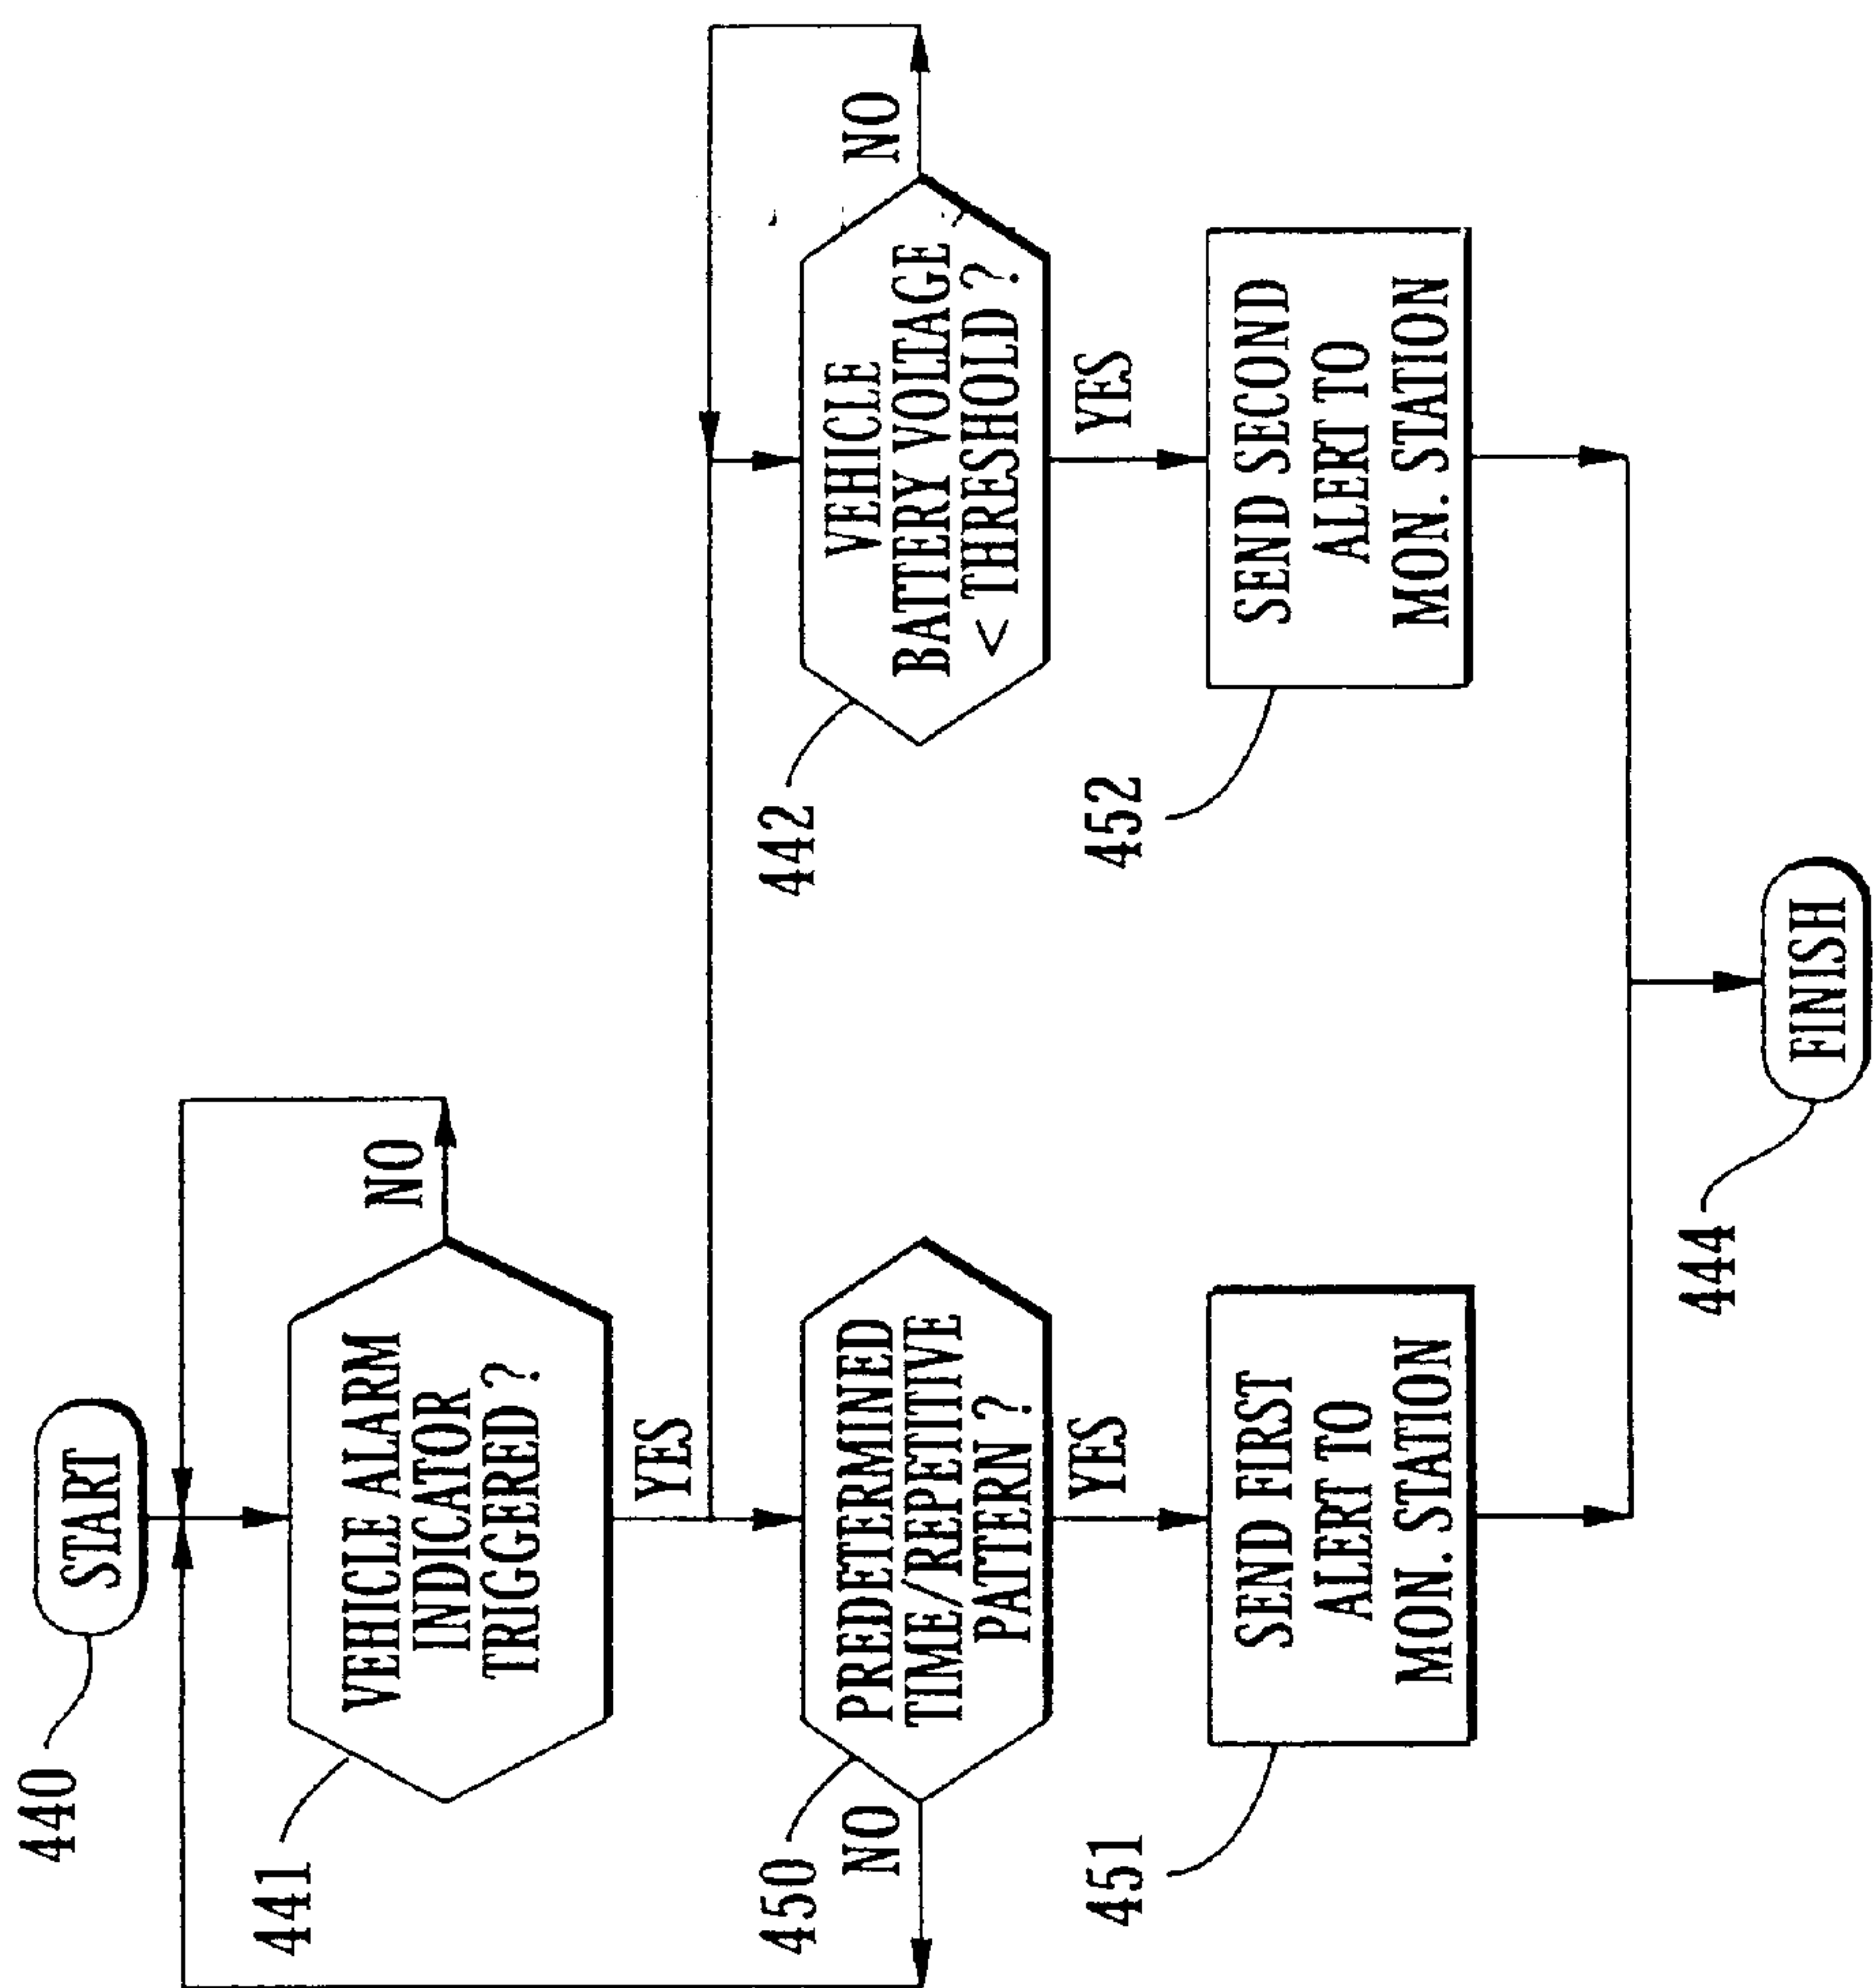 440
START
441
VEHICLE ALARM
INDICATOR
TRIGGERED ?
NO
YES
450
PREDETERMINED
TIME/REPETITIVE
PATTERN ?
NO
YES
442
VEHICLE
BATTERY VOLTAGE
< THRESHOLD ?
NO
YES
451
SEND FIRST
ALERT TO
MON. STATION
452
SEND SECOND
ALERT TO
MON. STATION
444
FINISH